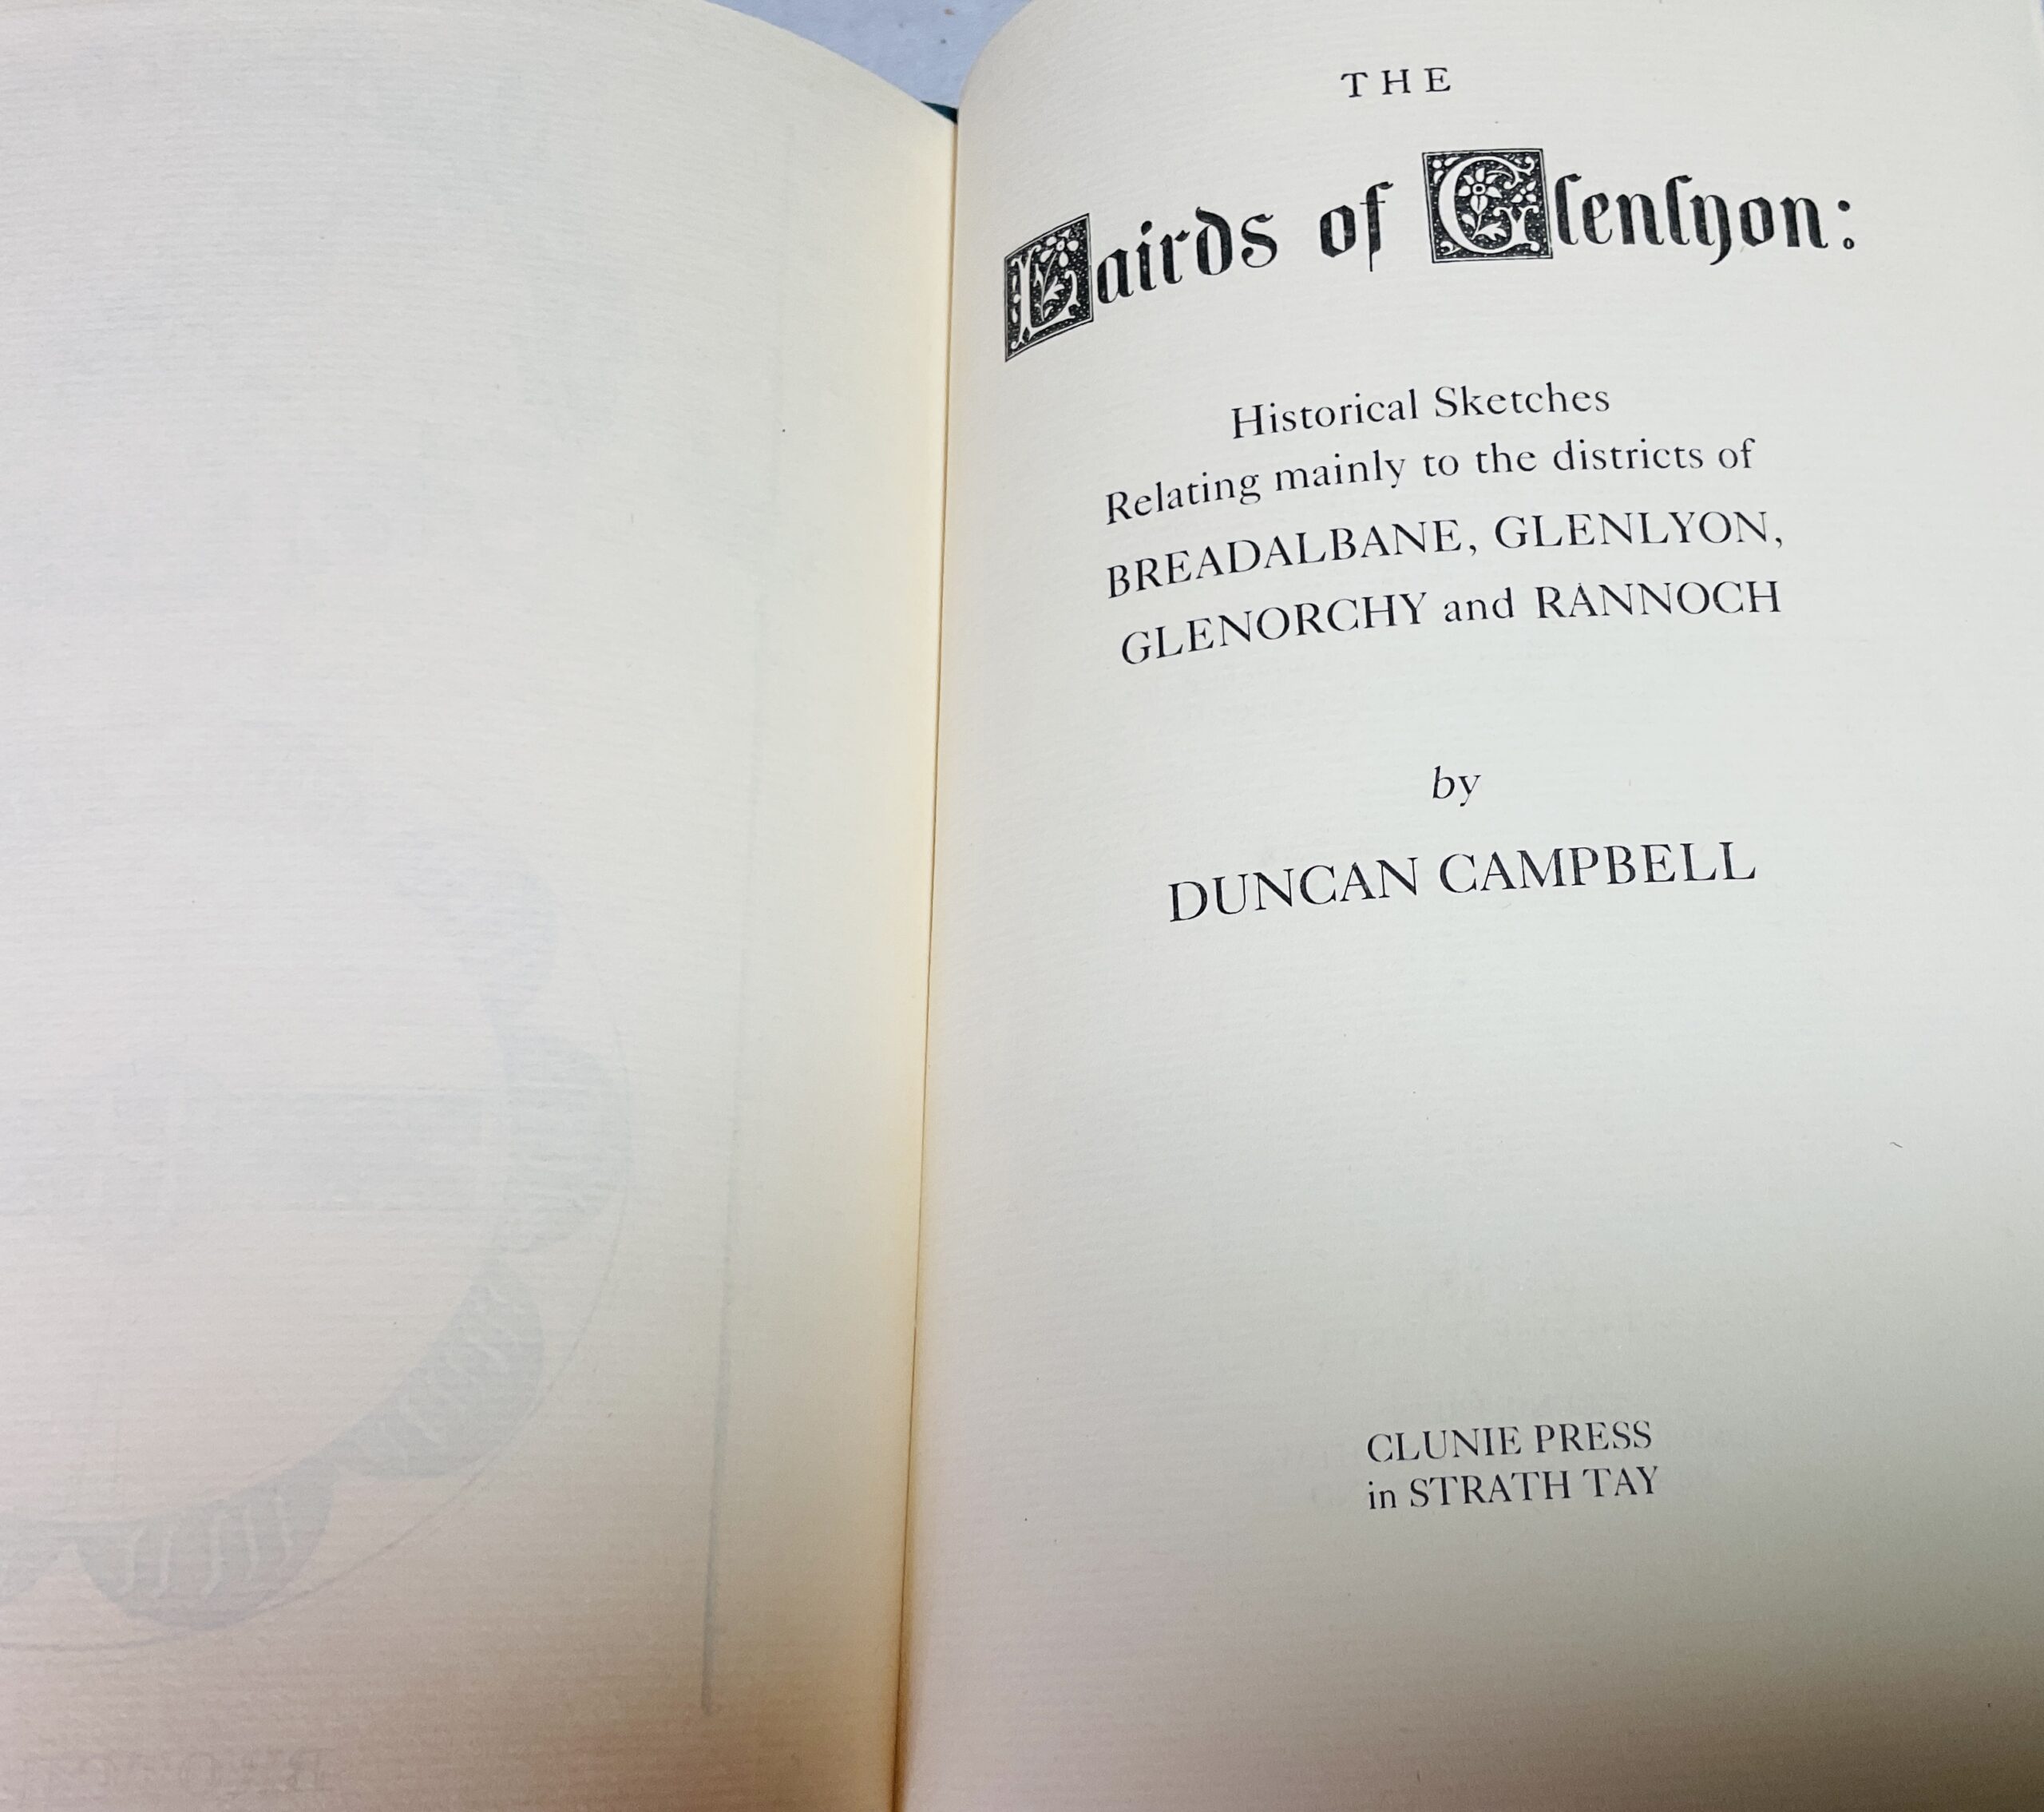 THE
Lairds of Glenlyon:
Historical Sketches
Relating mainly to the districts of
BREADALBANE, GLENLYON,
GLENORCHY and RANNOCH
by
DUNCAN CAMPBELL
CLUNIE PRESS
in STRATH TAY